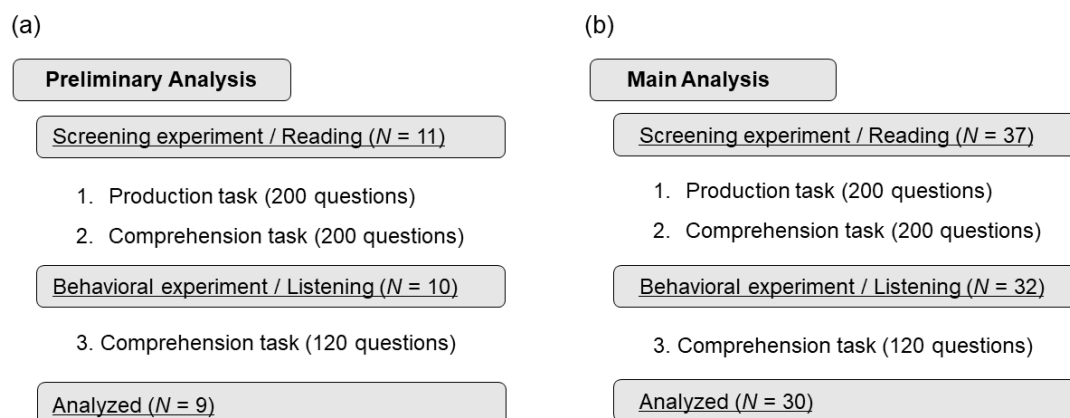 (a)
Preliminary Analysis
Screening experiment / Reading (N = 11)
1. Production task (200 questions)
2. Comprehension task (200 questions)
Behavioral experiment / Listening (N = 10)
3. Comprehension task (120 questions)
Analyzed (N = 9)
(b)
Main Analysis
Screening experiment / Reading (N = 37)
1. Production task (200 questions)
2. Comprehension task (200 questions)
Behavioral experiment / Listening (N = 32)
3. Comprehension task (120 questions)
Analyzed (N = 30)